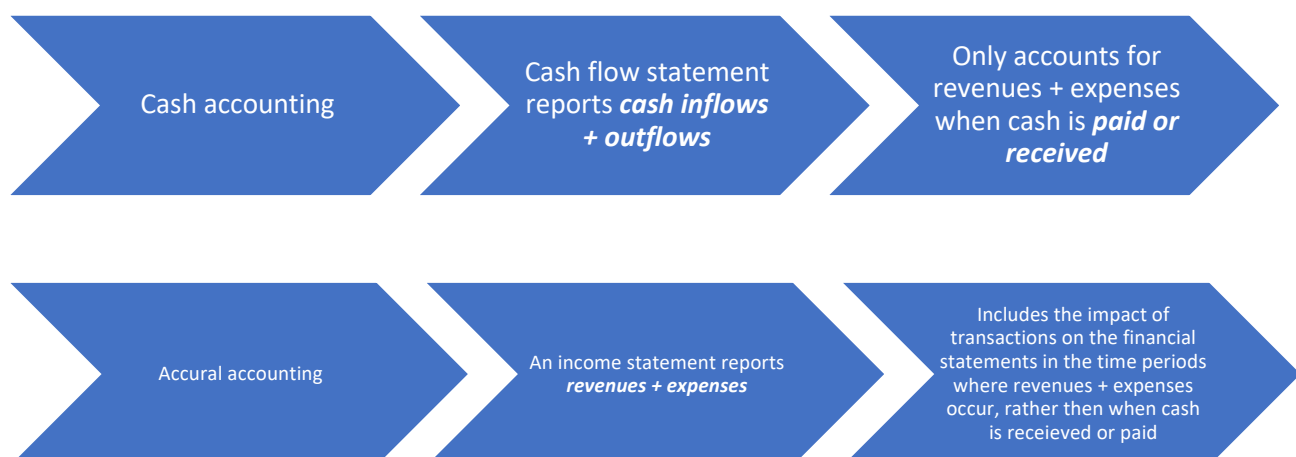 Cash accounting
Cash flow statement
reports cash inflows
+ outflows
Only accounts for
revenues + expenses
when cash is paid or
received
Accural accounting
An income statement reports
revenues + expenses
Includes the impact of
transactions on the financial
statements in the time periods
where revenues + expenses
occur, rather then when cash
is receieved or paid